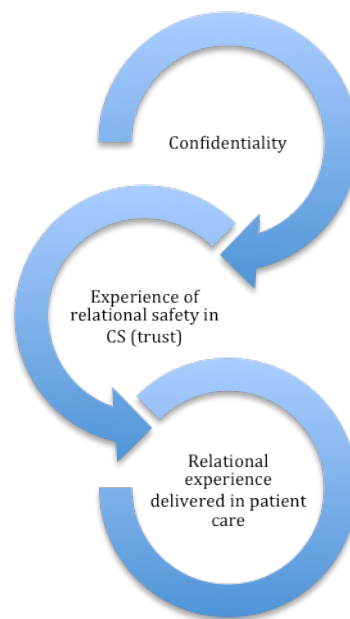 Confidentiality
Experience of
relational safety in
CS (trust)
Relational
experience
delivered in patient
care